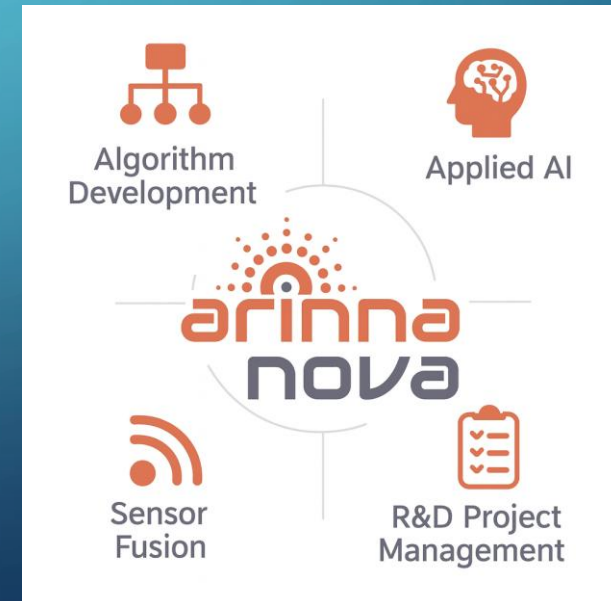 Algorithm
Development
Applied AI
arinna
nova
Sensor
Fusion
R&D Project
Management